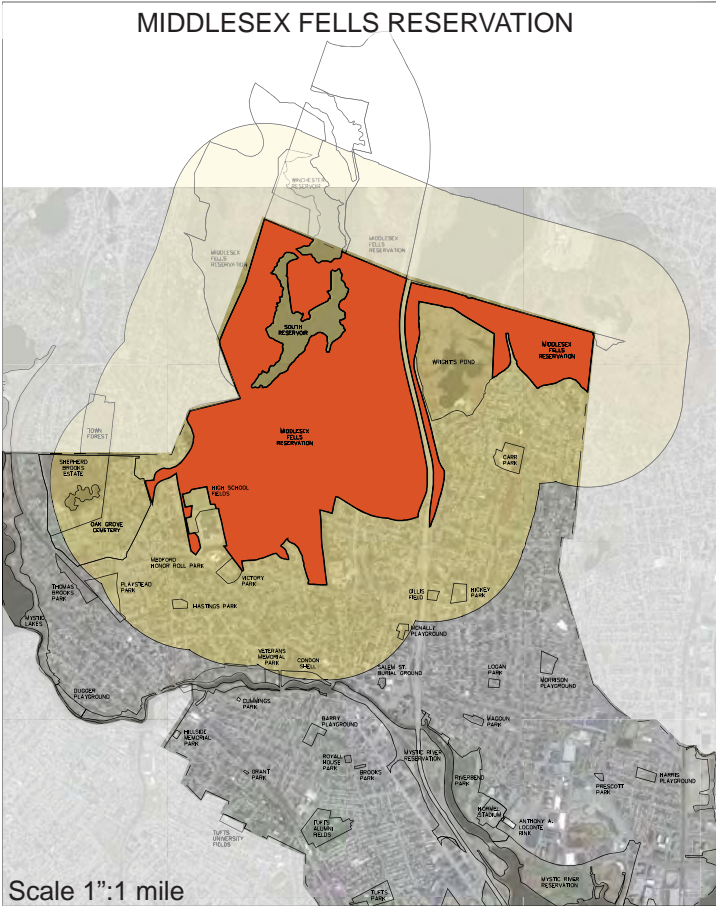 MIDDLESEX FELLS RESERVATION
WINCHESTER
RESERVOIR
MIDDLESEX
FELLS
RESERVATION
MIDDLESEX
FELLS
RESERVATION
SOUTH
RESERVOIR
WRIGHT'S POND
MIDDLESEX
FELLS
RESERVATION
TOWN
FOREST
MIDDLESEX
FELLS
RESERVATION
SHEPHERD
BROOKS
ESTATE
CARR
PARK
HIGH SCHOOL
FIELDS
OAK GROVE
CEMETERY
MEDFORD
HONOR ROLL PARK
VICTORY
PARK
THOMAS
BROOKS
PARK
PLAYSTEAD
PARK
HASTINGS PARK
GILLIS
FIELD
HICKEY
PARK
MYSTIC
LAKES
MCNALLY
PLAYGROUND
VETERANS
MEMORIAL
PARK
CONDON
SHELL
SALEM ST.
BURIAL GROUND
LOGAN
PARK
MORRISON
PLAYGROUND
DUGGER
PLAYGROUND
CUMMINGS
PARK
BARRY
PLAYGROUND
MAGOUN
PARK
HILLSIDE
MEMORIAL
PARK
ROYALL
HOUSE
PARK
BROOKS
PARK
MYSTIC RIVER
RESERVATION
GRANT
PARK
RIVERBEND
PARK
PRESCOTT
PARK
HARRIS
PLAYGROUND
HORMEL
STADIUM
ANTHONY A.
LOCONTE
RINK
TUFTS
UNIVERSITY
FIELDS
TUFTS
ALUMNI
FIELDS
MYSTIC RIVER
RESERVATION
TUFTS
PARK
Scale 1":1 mile